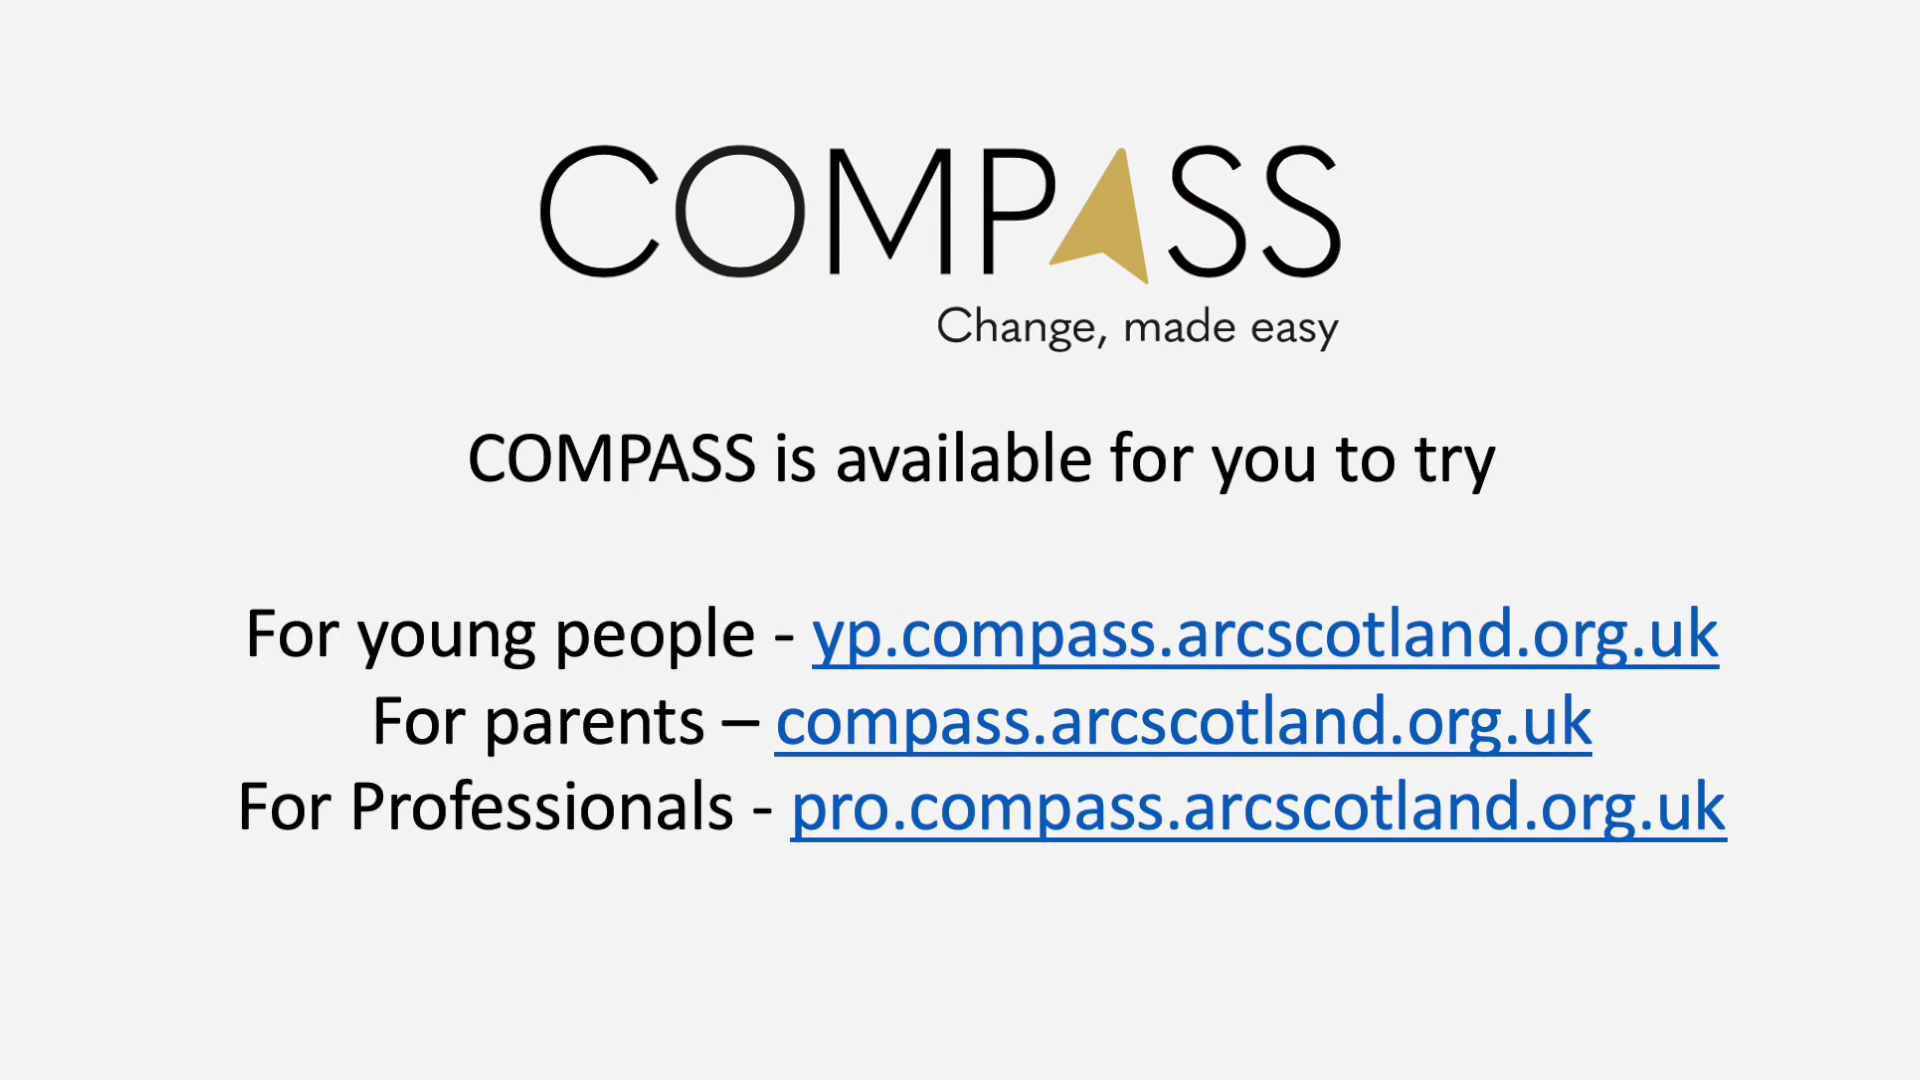 COMPASS
Change, made easy
COMPASS is available for you to try
For young people - yp.compass.arcscotland.org.uk
For parents – compass.arcscotland.org.uk
For Professionals - pro.compass.arcscotland.org.uk